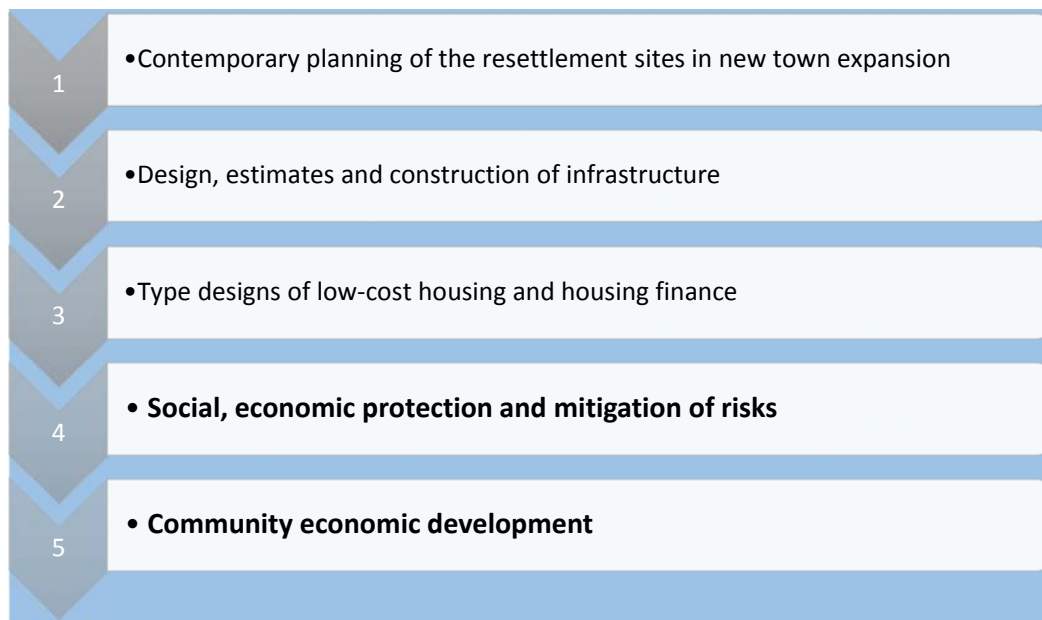 1
•Contemporary planning of the resettlement sites in new town expansion
2
•Design, estimates and construction of infrastructure
3
•Type designs of low-cost housing and housing finance
4
• Social, economic protection and mitigation of risks
5
• Community economic development